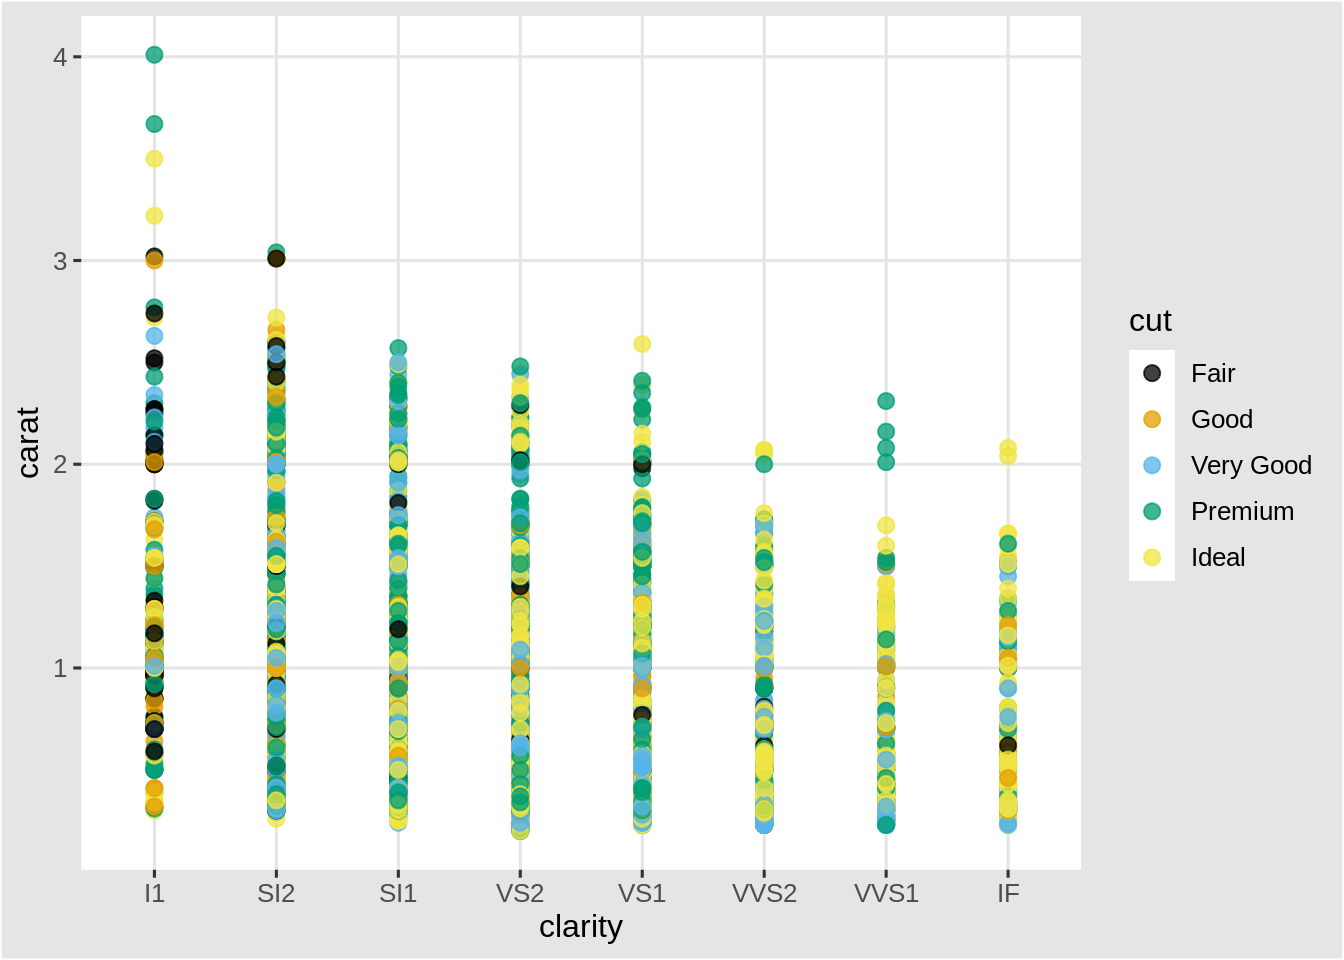 4
3
2
1
carat
I1 SI2 SI1 VS2 VS1 VVS2 VVS1 IF
clarity
cut
Fair
Good
Very Good
Premium
Ideal